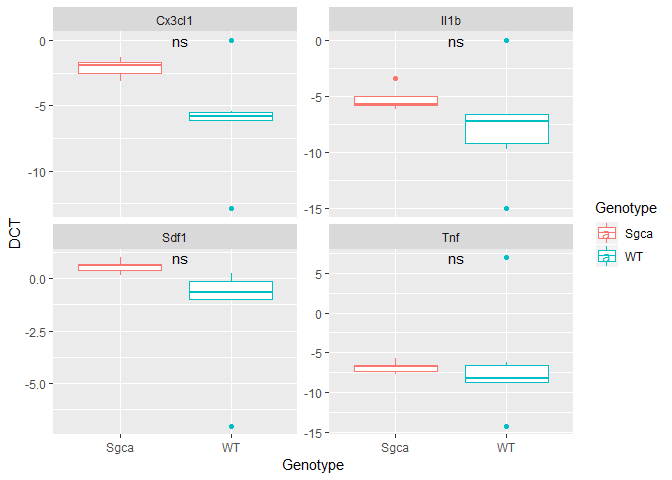 Cx3cl1
Il1b
0
-5
-10
ns
0
-5
-10
-15
ns
Sdf1
Tnf
0.0
-2.5
-5.0
ns
5
0
-5
-10
-15
ns
Sgca
WT
Sgca
WT
Genotype
DCT
Genotype
a Sgca
a WT